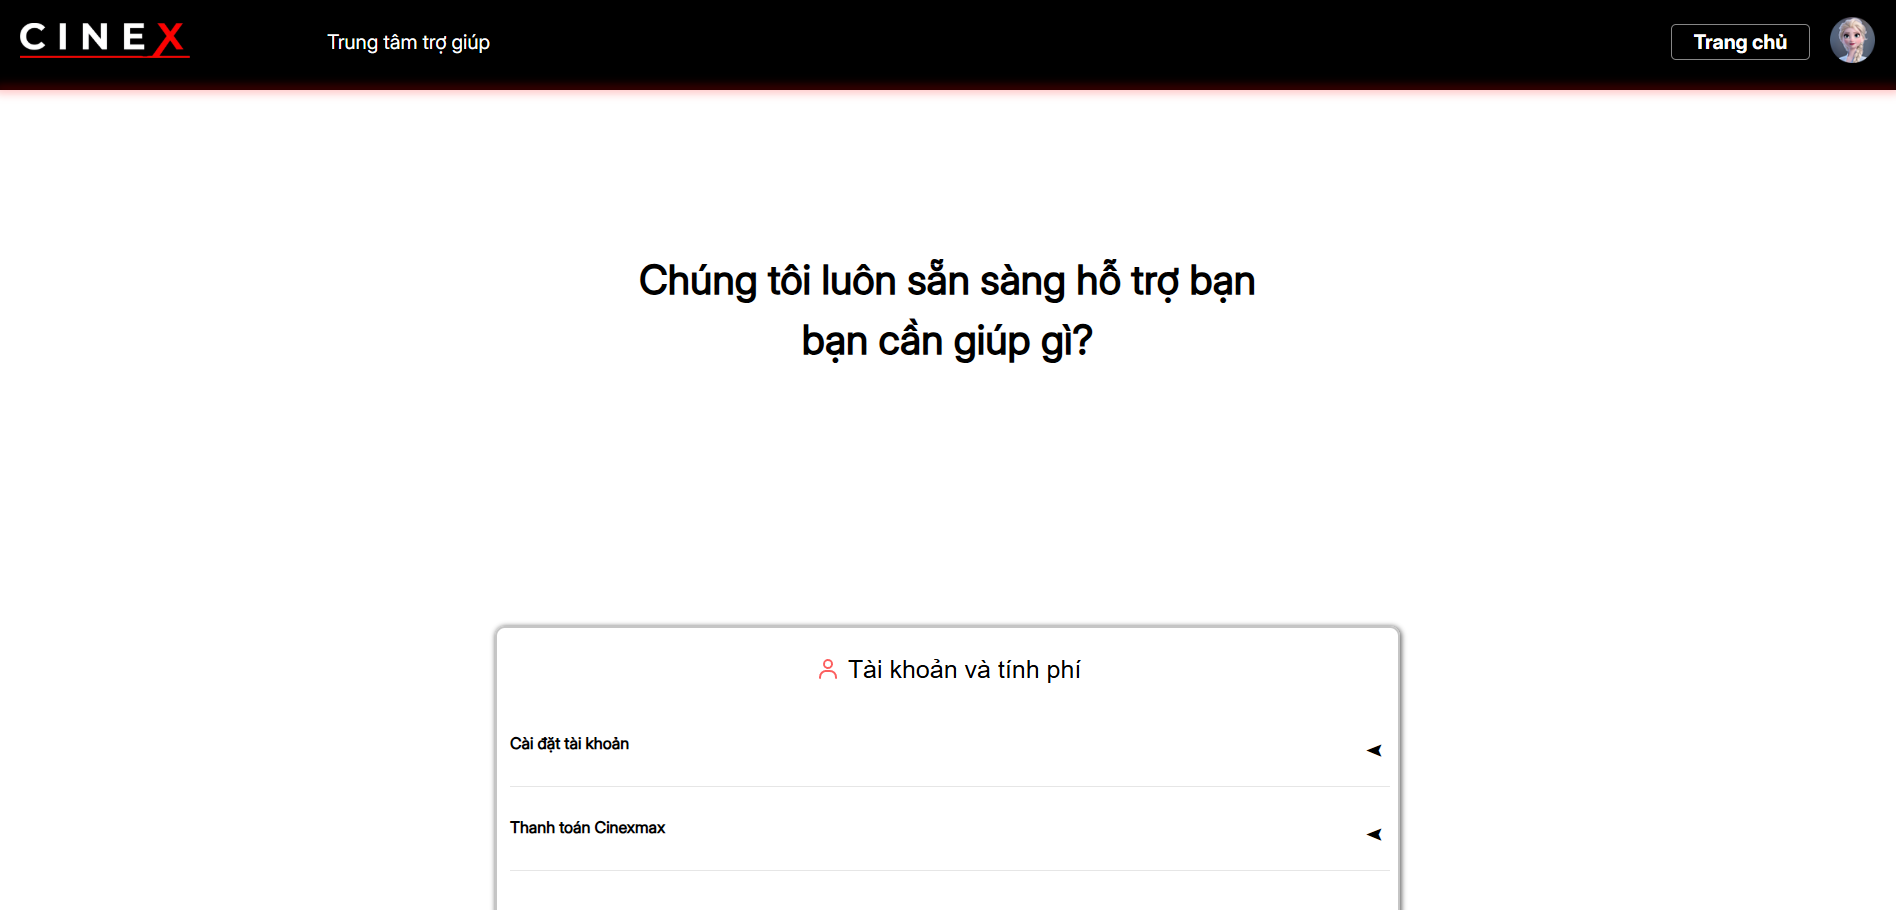 CINEX
Trung tâm trợ giúp
Trang chủ
Chúng tôi luôn sẵn sàng hỗ trợ bạn
bạn cần giúp gì?
Tài khoản và tính phí
Cài đặt tài khoản
Thanh toán Cinexmax